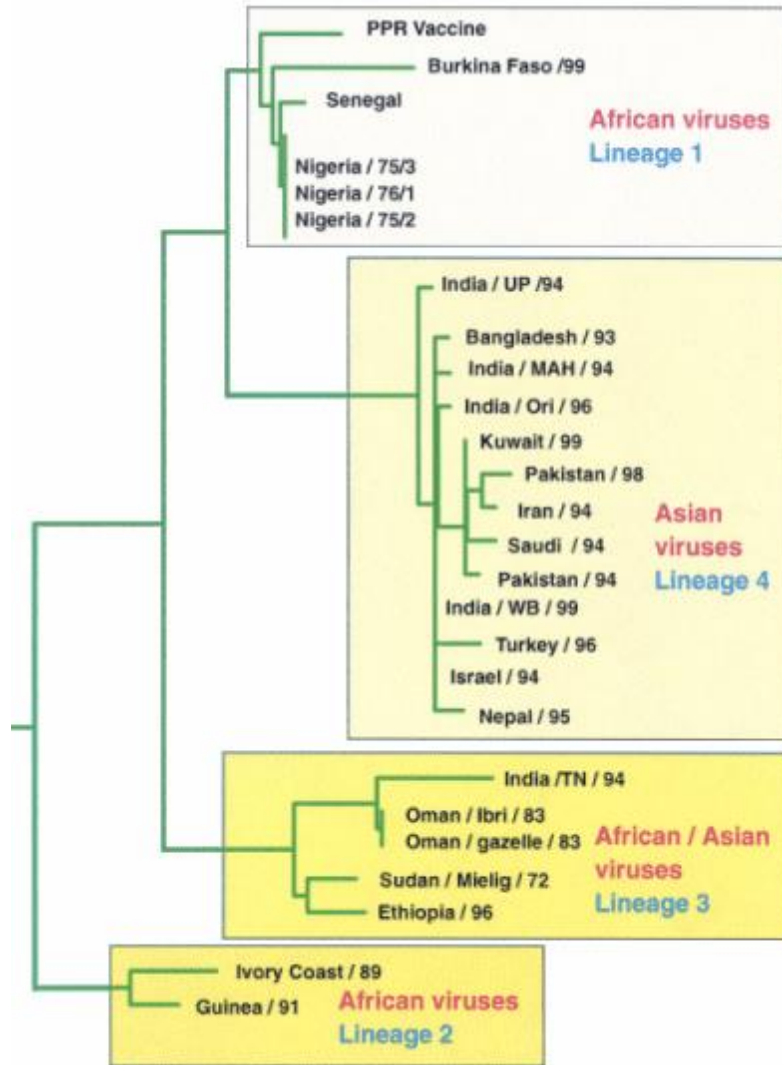 PPR Vaccine
Burkina Faso /99
Senegal
African viruses
Lineage 1
Nigeria / 75/3
Nigeria / 76/1
Nigeria / 75/2
India / UP /94
Bangladesh / 93
India / MAH / 94
India / Ori / 96
Kuwait / 99
Pakistan / 98
Iran / 94
Saudi / 94
Pakistan / 94
Asian
viruses
Lineage 4
India / WB / 99
Turkey / 96
Israel / 94
Nepal / 95
India /TN / 94
Oman / Ibri / 83
Oman / gazelle / 83
Sudan / Mielig / 72
Ethiopia / 96
African / Asian
viruses
Lineage 3
Ivory Coast / 89
Guinea / 91
African viruses
Lineage 2